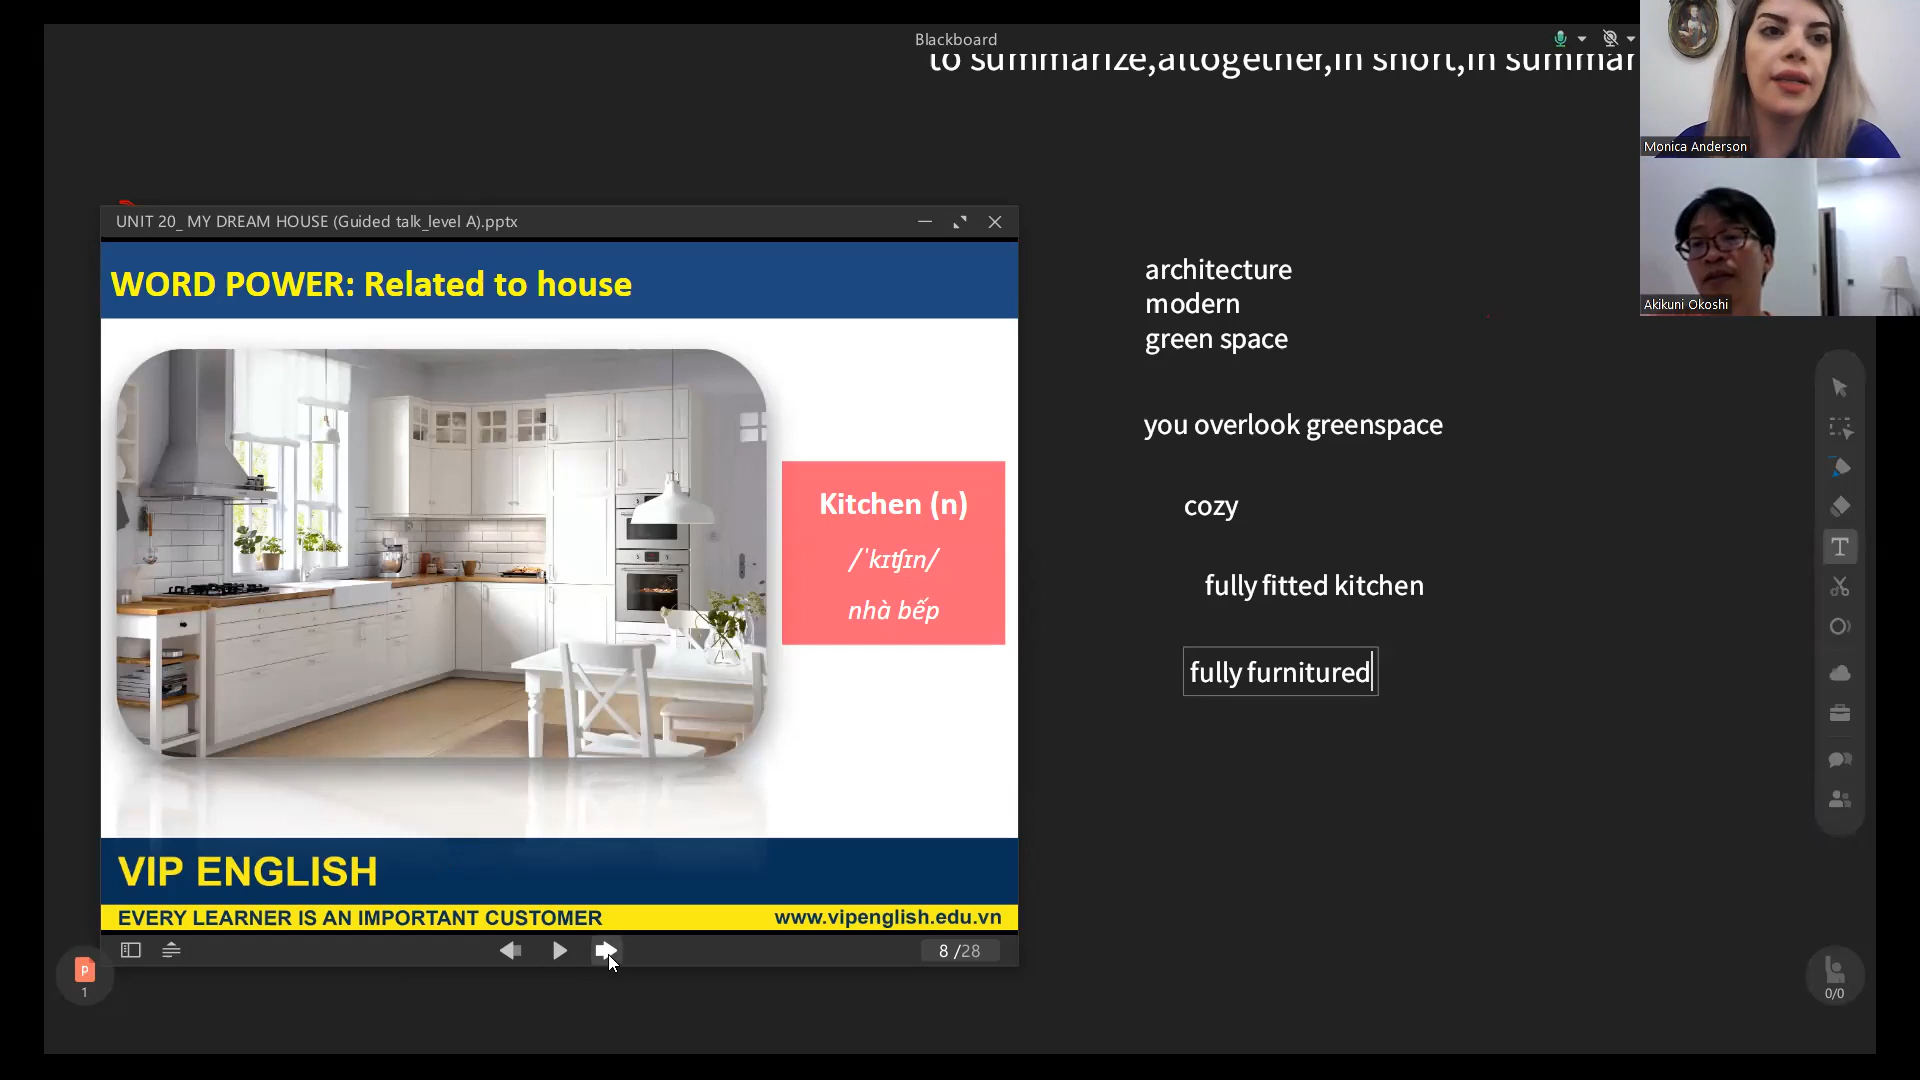 Blackboard
to summarize,altogether,in short,in summar
Monica Anderson
Akikuni Okoshi
UNIT 20_ MY DREAM HOUSE (Guided talk_level A).pptx
WORD POWER: Related to house
Kitchen (n)
/ˈkɪʧɪn/
nhà bếp
VIP ENGLISH
EVERY LEARNER IS AN IMPORTANT CUSTOMER
www.vipenglish.edu.vn
8 /28
architecture
modern
green space
you overlook greenspace
cozy
fully fitted kitchen
fully furnitured
T
P
1
0/0